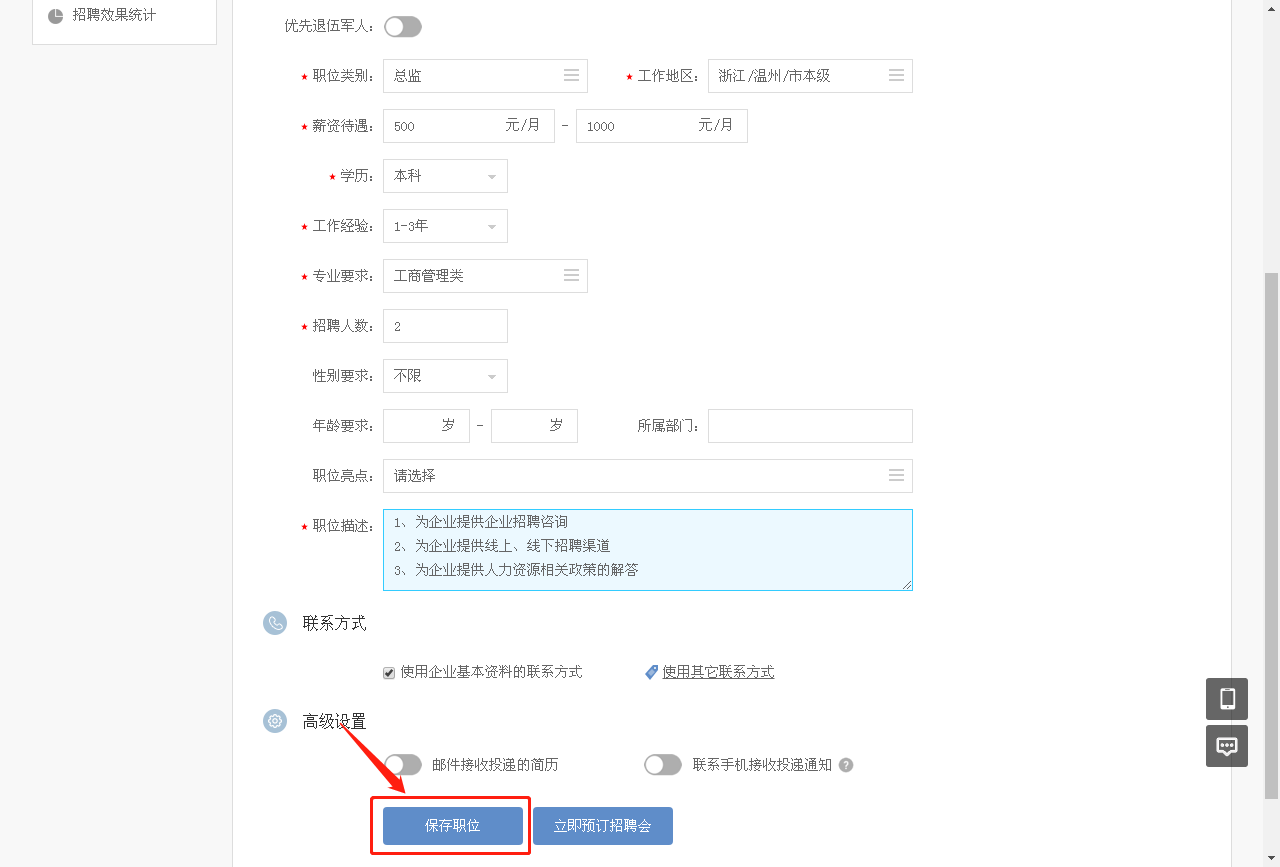 招聘效果统计
优先退伍军人:
★ 职位类别: 总监 ★ 工作地区: 浙江/温州/市本级
★ 薪资待遇: 500 元/月 - 1000 元/月
★ 学历: 本科
★ 工作经验: 1-3年
★ 专业要求: 工商管理类
★ 招聘人数: 2
性别要求: 不限
年龄要求: 岁 - 岁 所属部门:
职位亮点: 请选择
★ 职位描述: 1、为企业提供企业招聘咨询
2、为企业提供线上、线下招聘渠道
3、为企业提供人力资源相关政策的解答
联系方式
使用企业基本资料的联系方式 使用其它联系方式
高级设置
邮件接收投递的简历 联系手机接收投递通知 ?
保存职位 立即预订招聘会